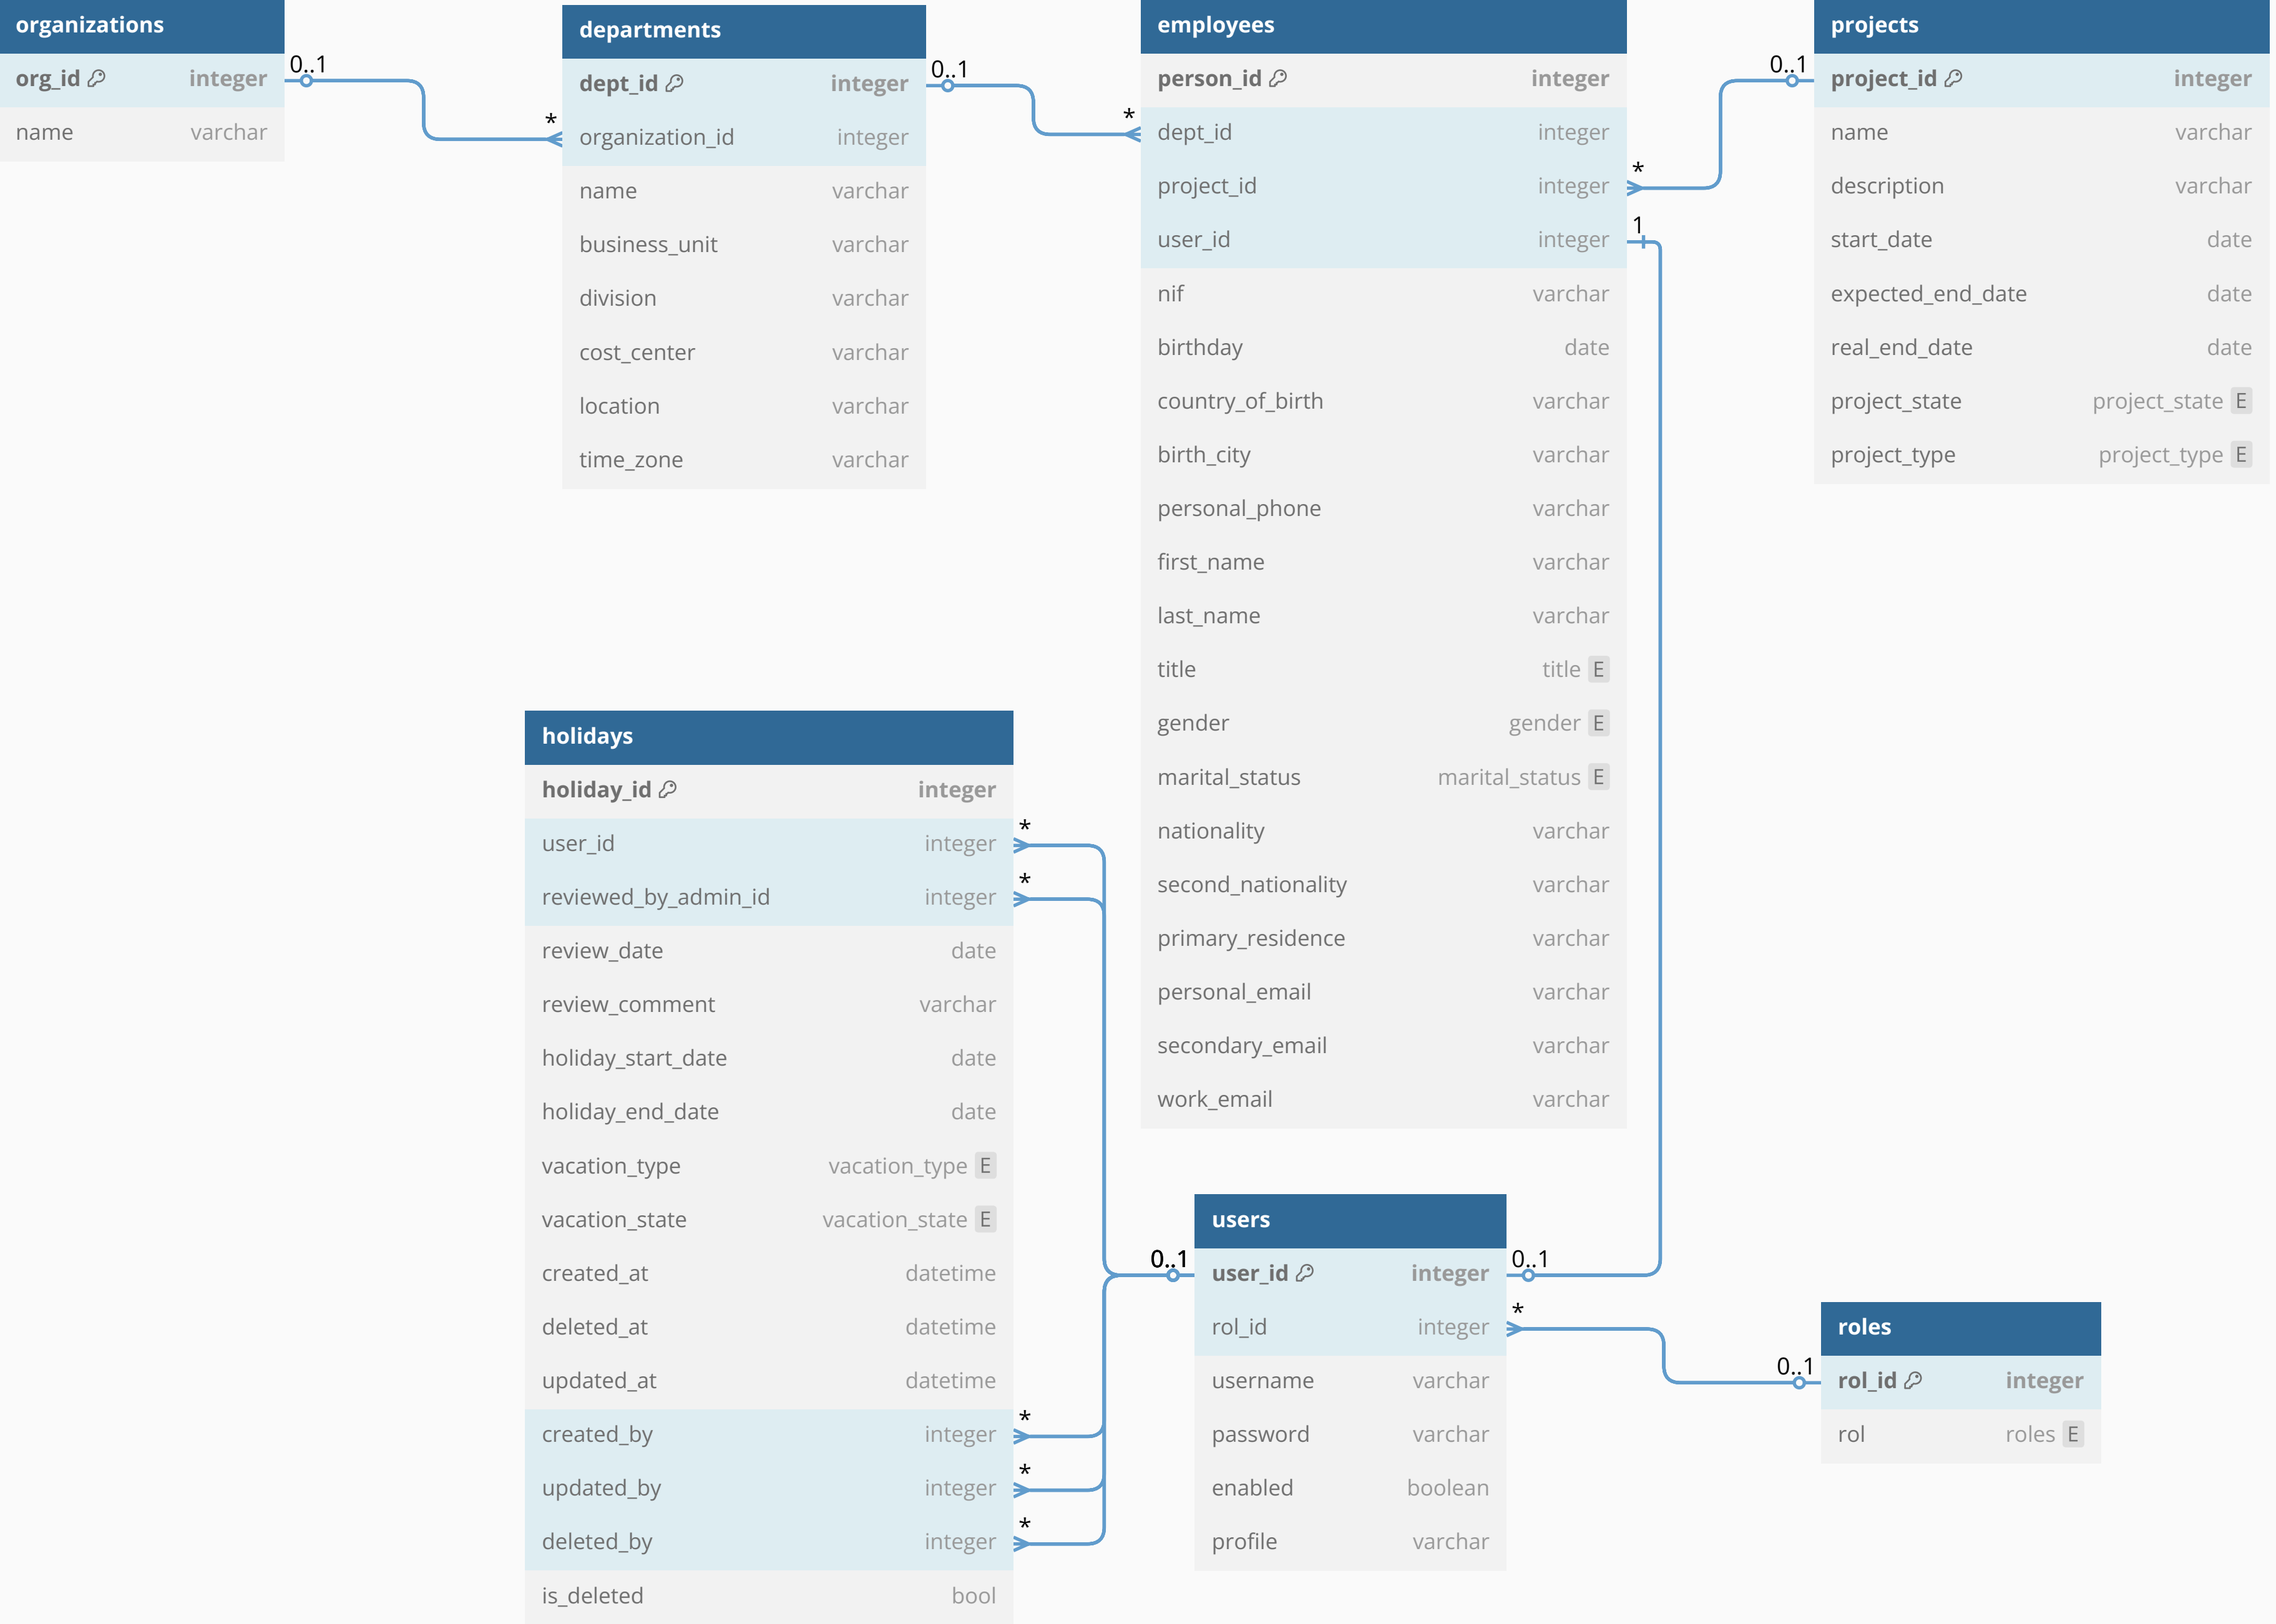 organizations
org_id integer
name varchar
0..1
*
departments
dept_id integer
organization_id integer
name varchar
business_unit varchar
division varchar
cost_center varchar
location varchar
time_zone varchar
0..1
*
employees
person_id integer
dept_id integer
project_id integer
user_id integer
nif varchar
birthday date
country_of_birth varchar
birth_city varchar
personal_phone varchar
first_name varchar
last_name varchar
title title E
gender gender E
marital_status marital_status E
nationality varchar
second_nationality varchar
primary_residence varchar
personal_email varchar
secondary_email varchar
work_email varchar
*
1
0..1
projects
project_id integer
name varchar
description varchar
start_date date
expected_end_date date
real_end_date date
project_state project_state E
project_type project_type E
holidays
holiday_id integer
user_id integer
reviewed_by_admin_id integer
review_date date
review_comment varchar
holiday_start_date date
holiday_end_date date
vacation_type vacation_type E
vacation_state vacation_state E
created_at datetime
deleted_at datetime
updated_at datetime
created_by integer
updated_by integer
deleted_by integer
is_deleted bool
*
*
*
*
*
0..1
users
user_id integer
rol_id integer
username varchar
password varchar
enabled boolean
profile varchar
0..1
*
0..1
roles
rol_id integer
rol roles E